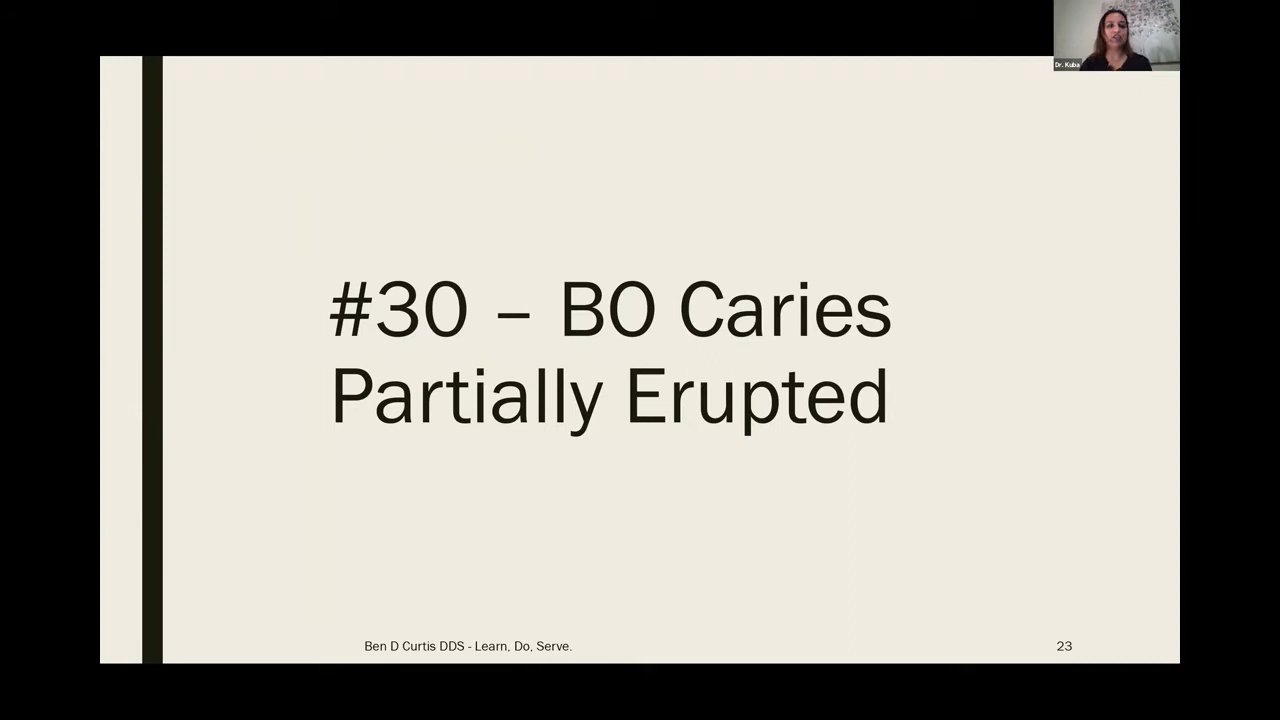 Dr. Kuba
#30 – BO Caries
Partially Erupted
Ben D Curtis DDS - Learn, Do, Serve.
23